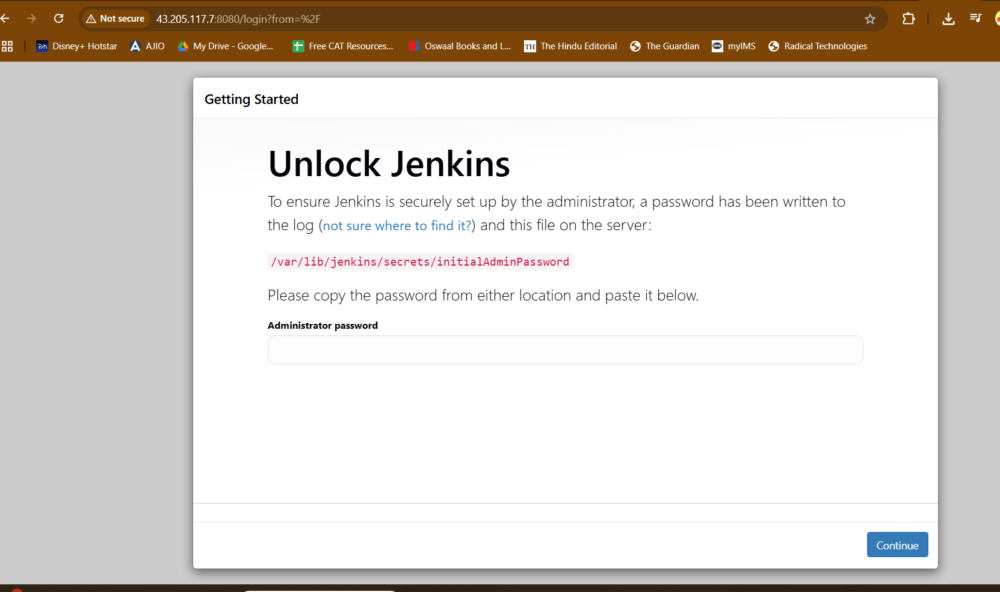 Not secure 43.205.117.7:8080/login?from=%2F
Disney+ Hotstar AJIO My Drive - Google... Free CAT Resources... Oswaal Books and L... TH The Hindu Editorial The Guardian ims myIMS Radical Technologies
Getting Started
Unlock Jenkins
To ensure Jenkins is securely set up by the administrator, a password has been written to
the log (not sure where to find it?) and this file on the server:
/var/lib/jenkins/secrets/initialAdminPassword
Please copy the password from either location and paste it below.
Administrator password
Continue